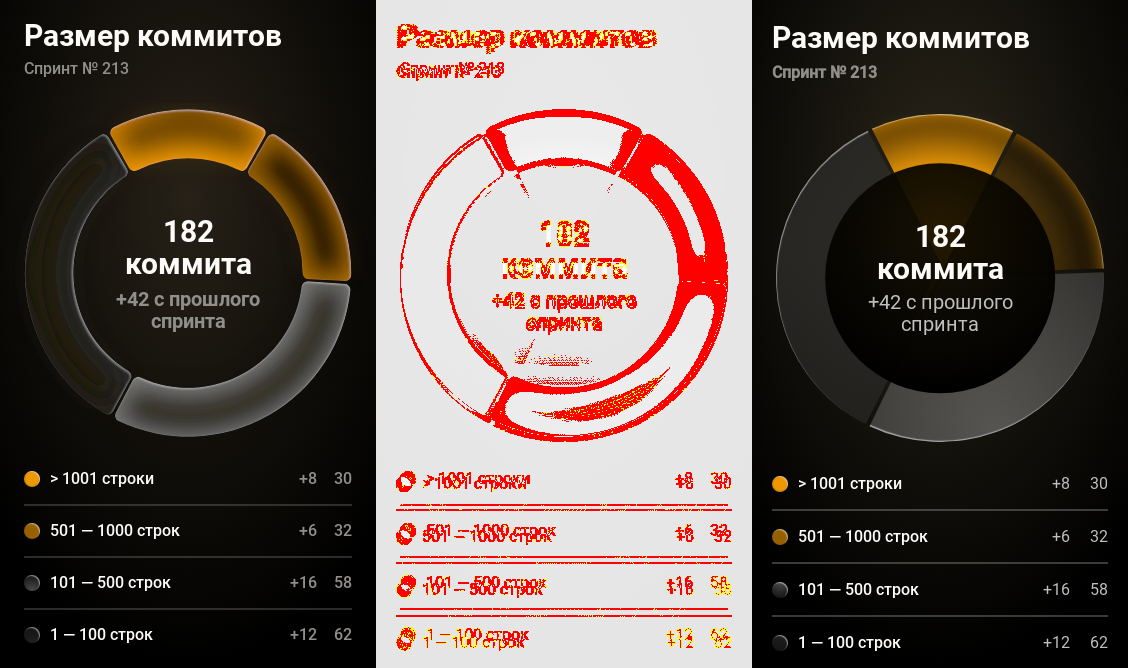 Размер коммитов
Спринт № 213
182
коммита
+42 с прошлого
спринта
> 1001 строки +8 30
501 — 1000 строк +6 32
101 — 500 строк +16 58
1 — 100 строк +12 62
Размер коммитов
Спринт № 213
182
коммита
+42 с прошлого
спринта
> 1001 строки +8 30
501 — 1000 строк +6 32
101 — 500 строк +16 58
1 — 100 строк +12 62
Размер коммитов
Спринт № 213
182
коммита
+42 с прошлого
спринта
> 1001 строки +8 30
501 — 1000 строк +6 32
101 — 500 строк +16 58
1 — 100 строк +12 62